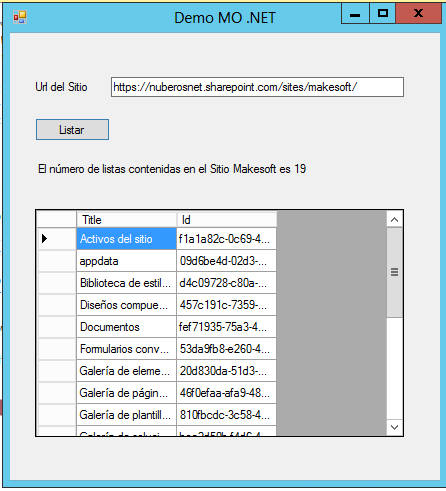 Demo MO .NET
Url del Sitio https://nuberosnet.sharepoint.com/sites/makesoft/
Listar
El número de listas contenidas en el Sitio Makesoft es 19
Title Id
Activos del sitio f1a1a82c-0c69-4...
appdata 09d6be4d-02d3-...
Biblioteca de estil... d4c09728-c80a-...
Diseños compue... 457c191c-7359-...
Documentos fef71935-75a3-4...
Formularios conv... 53da9fb8-e260-4...
Galería de eleme... 20d830da-51d3-...
Galería de págin... 46f0efaa-afa9-48...
Galería de plantill... 810fbcdc-3c58-4...
Galería de